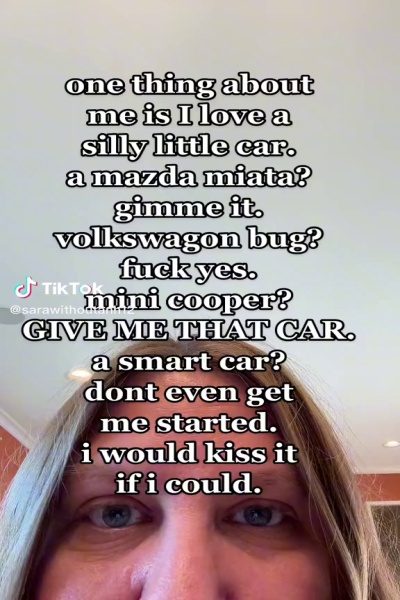 one thing about
me is I love a
silly little car.
a mazda miata?
gimme it.
volkswagon bug?
fuck yes.
TikTok
mini cooper?
@sarawithoutanh12
GIVE ME THAT CAR.
a smart car?
dont even get
me started.
i would kiss it
if i could.